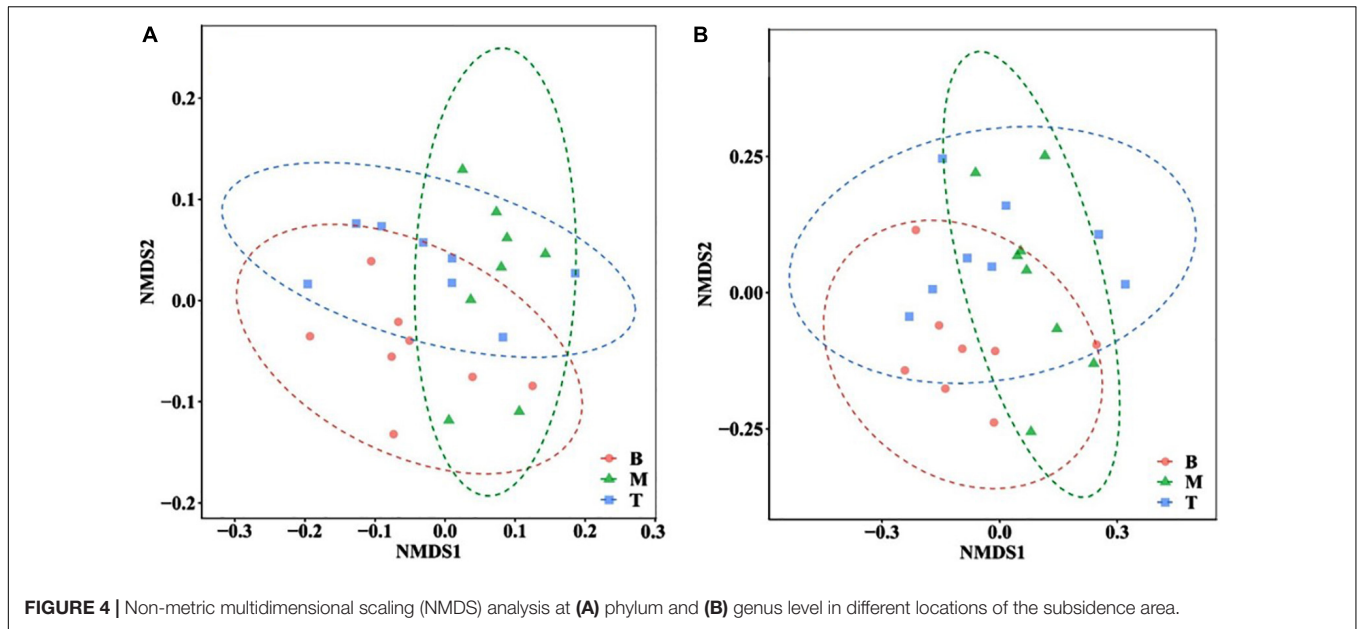 A
B
NMDS2
0.2
0.1
0.0
−0.1
−0.2
−0.3
−0.2
−0.1
0.0
0.1
0.2
0.3
NMDS1
B
M
T
NMDS2
0.25
0.00
−0.25
−0.3
0.0
0.3
NMDS1
B
M
T
FIGURE 4 | Non-metric multidimensional scaling (NMDS) analysis at (A) phylum and (B) genus level in different locations of the subsidence area.